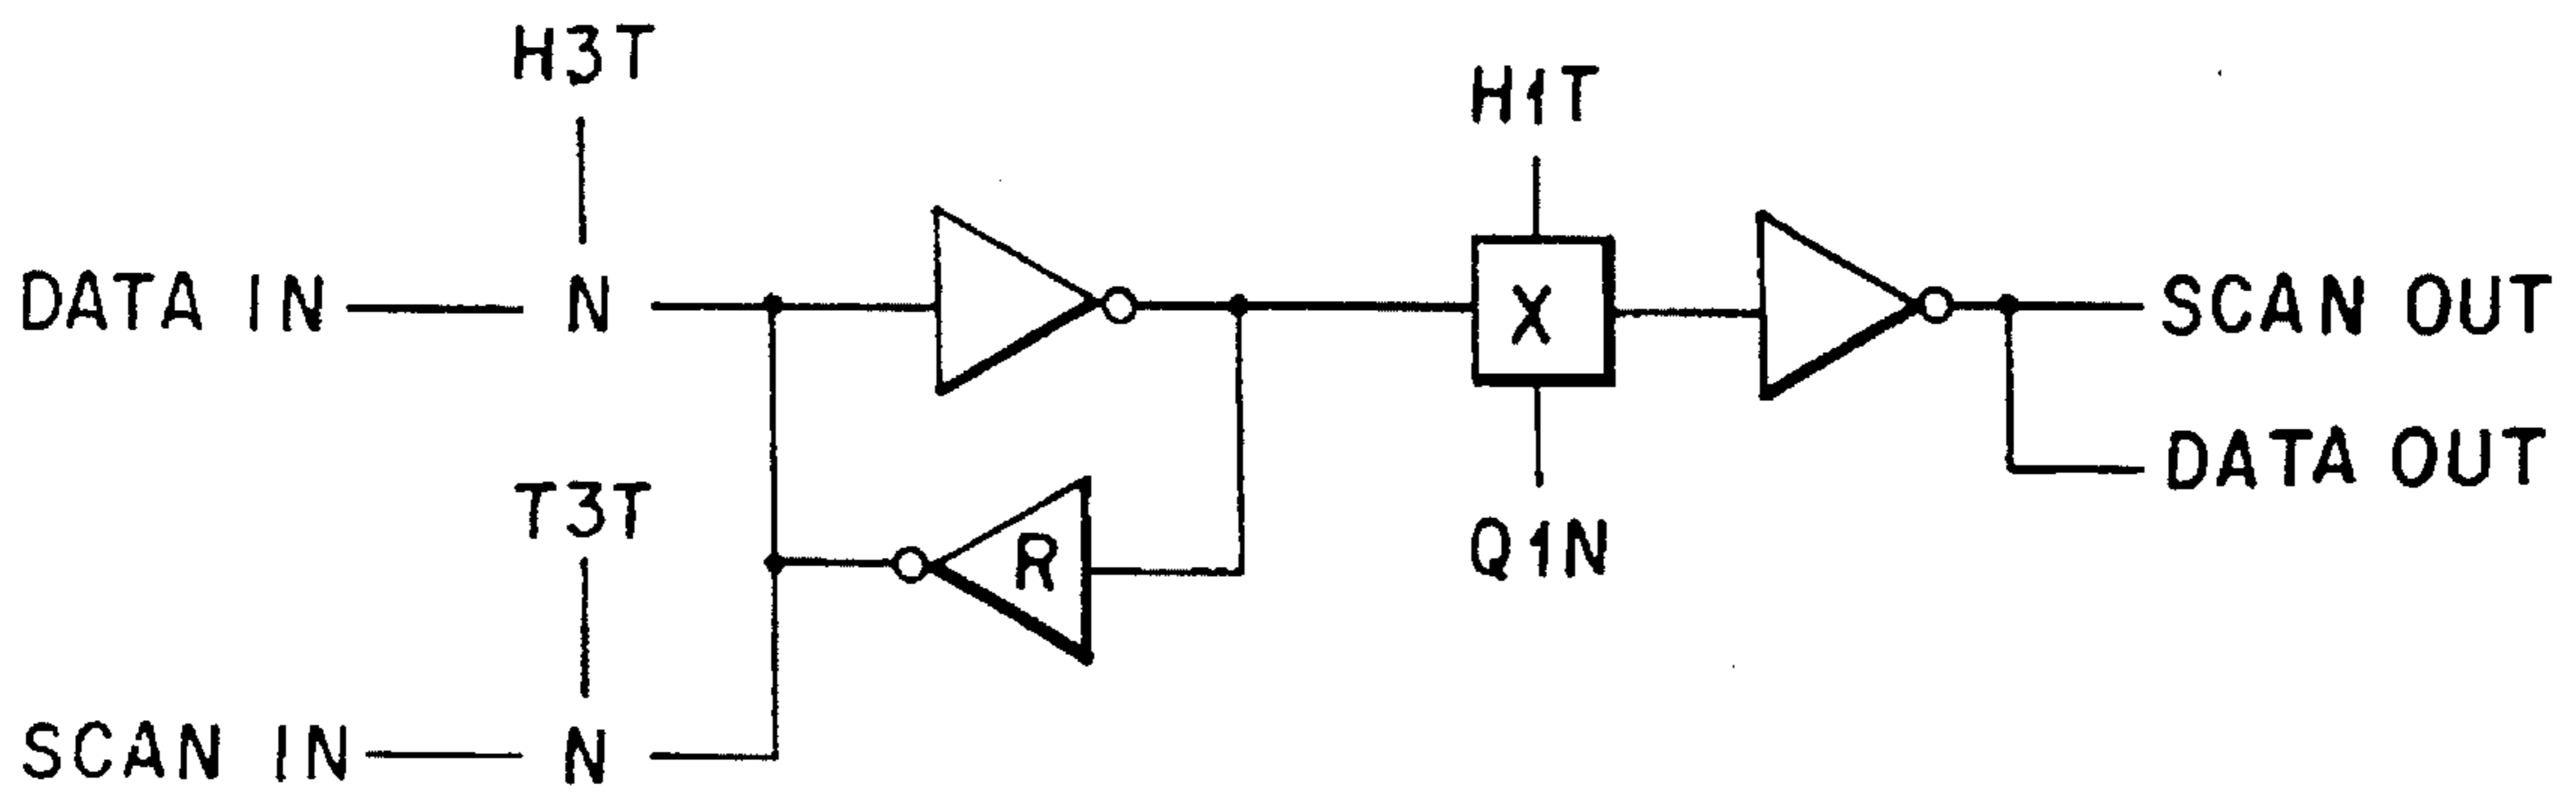 H3T
H1T
DATA IN
N
X
SCAN OUT
DATA OUT
T3T
R
Q1N
SCAN IN
N